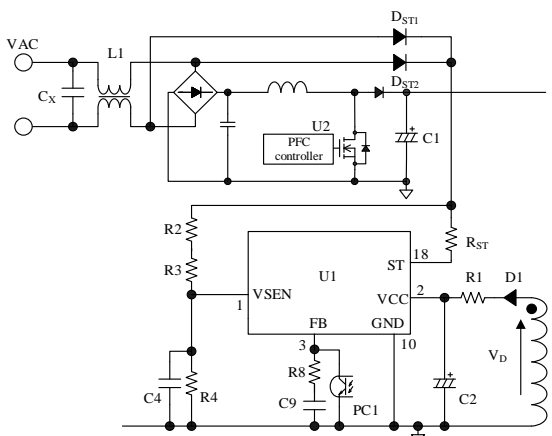 DST1
VAC
L1
CX
DST2
U2
PFC
controller
C1
R2
R3
RST
18
ST
U1
VSEN
1
VCC
2
R1
D1
FB
GND
3
10
VD
C4
R4
R8
C9
PC1
C2